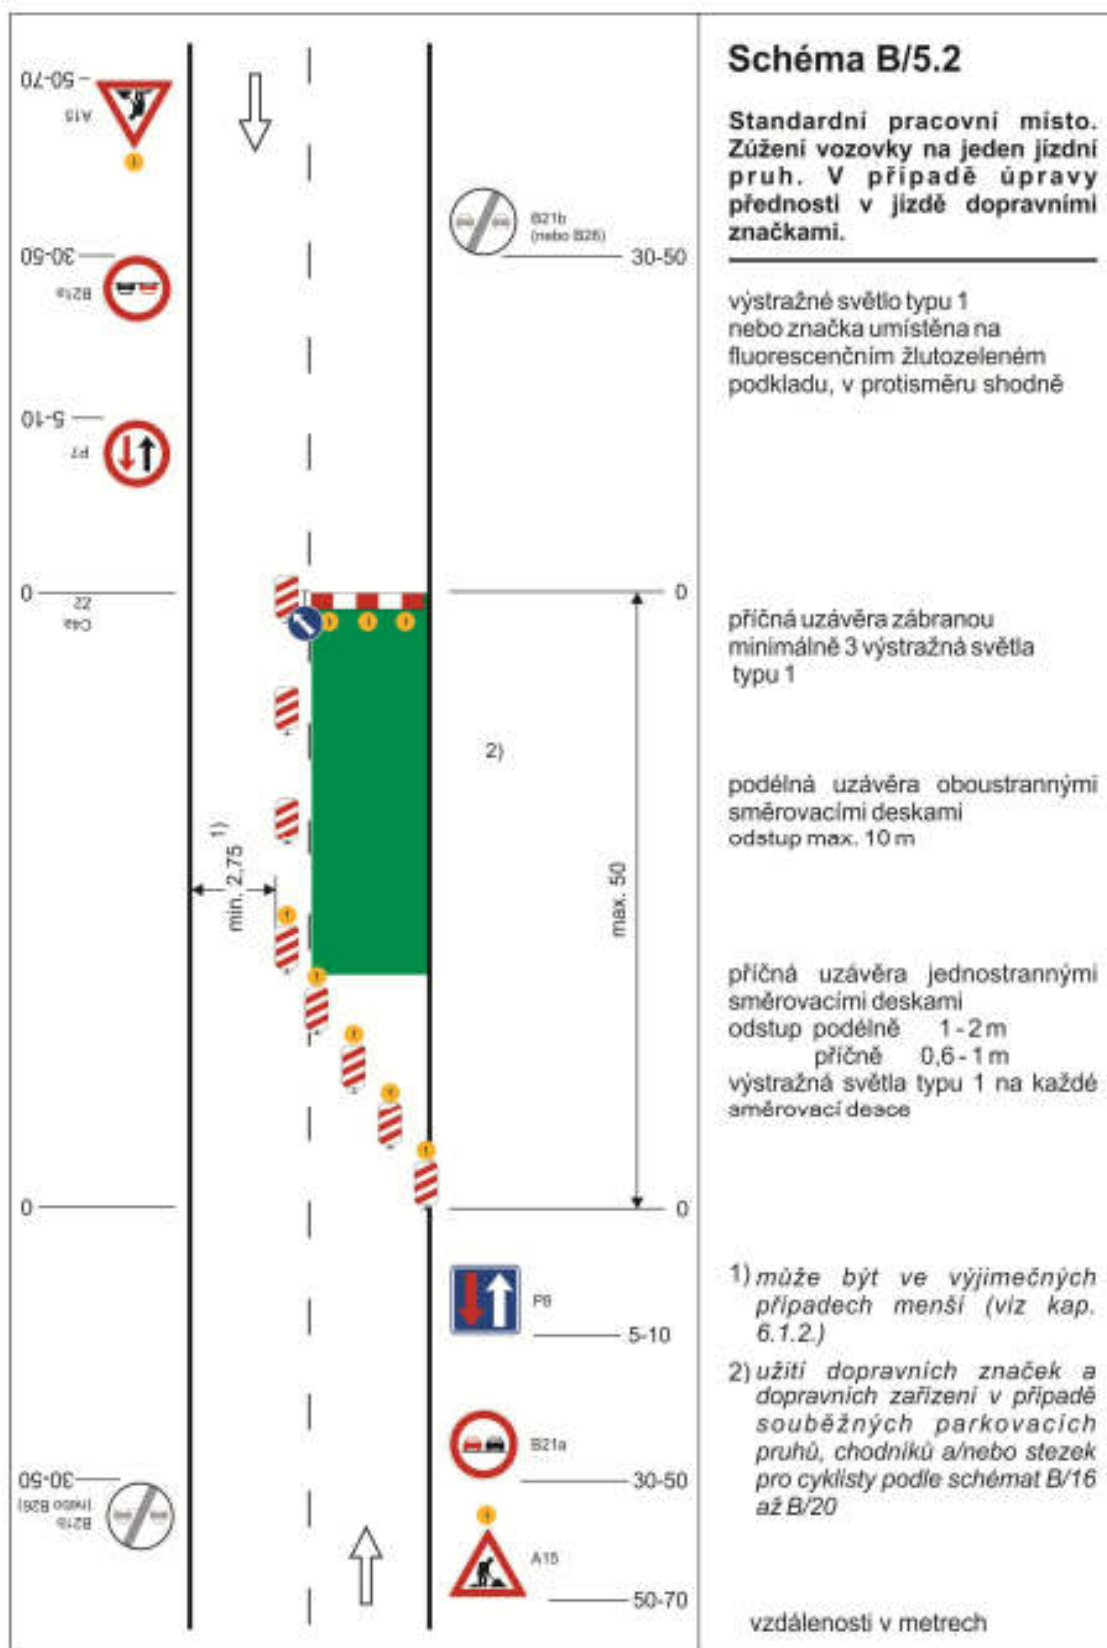 Schéma B/5.2
Standardní pracovní místo.
Zúžení vozovky na jeden jízdní
pruh. V případě úpravy
přednosti v jízdě dopravními
značkami.
výstražné světlo typu 1
nebo značka umístěna na
fluorescenčním žlutozeleném
podkladu, v protisměru shodně
příčná uzávěra zábranou
minimálně 3 výstražná světla
typu 1
podélná uzávěra oboustrannými
směrovacími deskami
odstup max. 10 m
příčná uzávěra jednostrannými
směrovacími deskami
odstup podélně 1 - 2 m
příčně 0,6 - 1 m
výstražná světla typu 1 na každé
směrovací desce
1) může být ve výjimečných
případech menší (viz kap.
6.1.2.)
2) užití dopravních značek a
dopravních zařízení v případě
souběžných parkovacích
pruhů, chodníků a/nebo stezek
pro cyklisty podle schémat B/16
až B/20
vzdálenosti v metrech
50-70
A15
30-50
B21a
5-10
P7
0
Z2
C4a
B21b
(nebo B26)
30-50
0
2)
min. 2,75 1)
max. 50
0
0
P8
5-10
B21a
30-50
A15
50-70
30-50
B21b
(nebo B26)